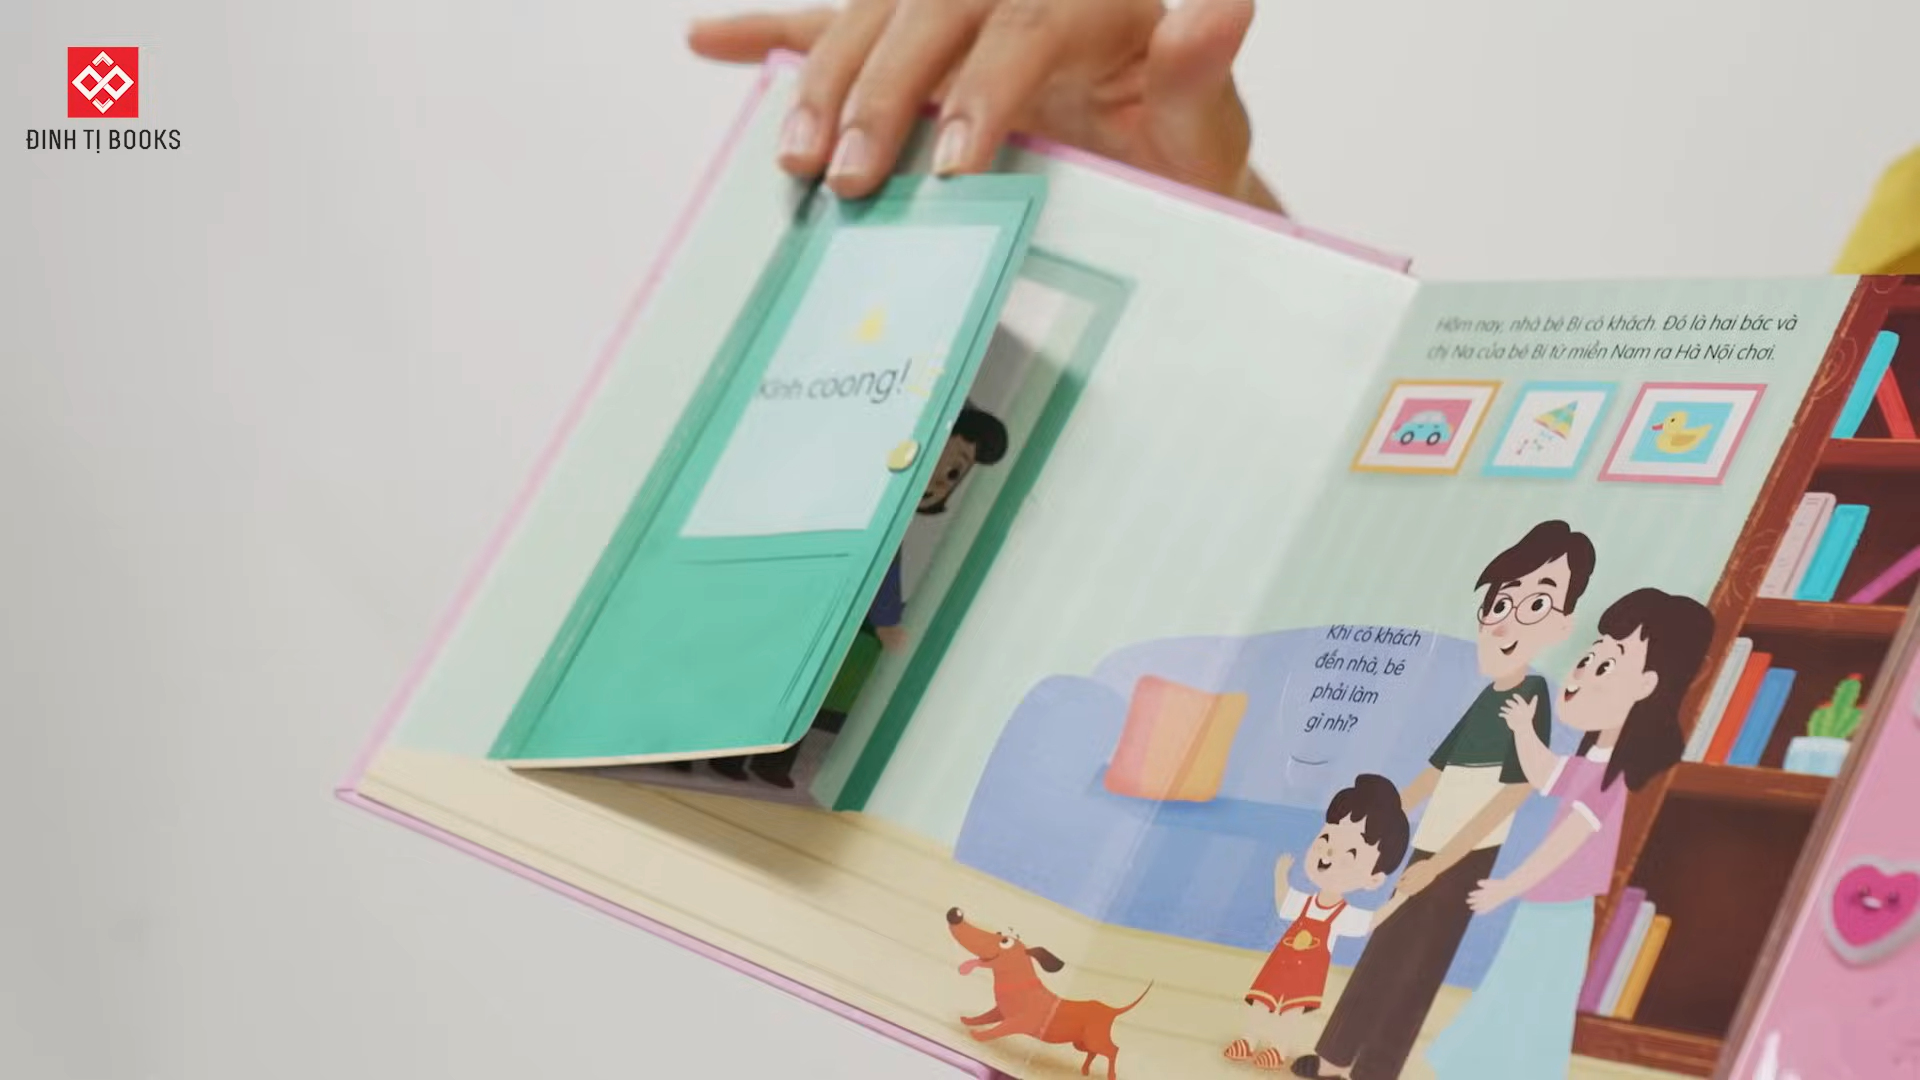 ĐINH TỊ BOOKS
Kính coong!
Hôm nay, nhà bé Bi có khách. Đó là hai bác và
chị Na của bé Bi từ miền Nam ra Hà Nội chơi.
Khi có khách
đến nhà, bé
phải làm
gì nhỉ?